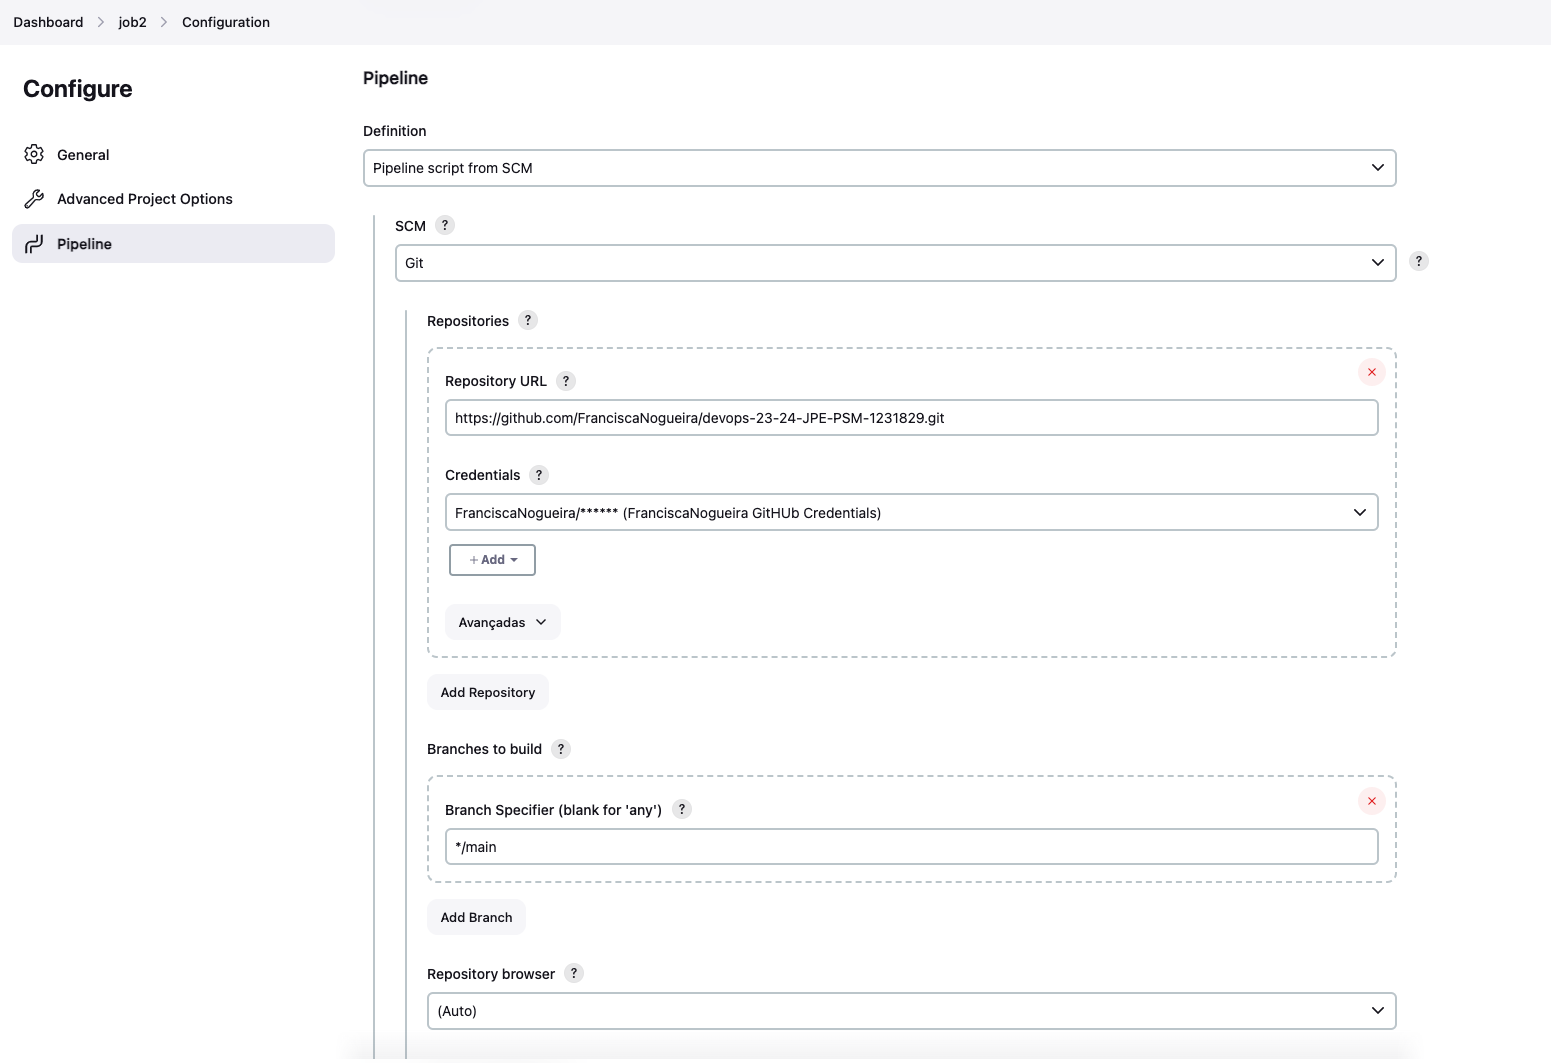 Dashboard > job2 > Configuration
Configure
General
Advanced Project Options
Pipeline
Pipeline
Definition
Pipeline script from SCM
SCM ?
Git
?
Repositories ?
Repository URL ?
https://github.com/FranciscaNogueira/devops-23-24-JPE-PSM-1231829.git
Credentials ?
FranciscaNogueira/****** (FranciscaNogueira GitHUb Credentials)
+ Add
Avançadas
Add Repository
Branches to build ?
Branch Specifier (blank for 'any') ?
*/main
Add Branch
Repository browser ?
(Auto)